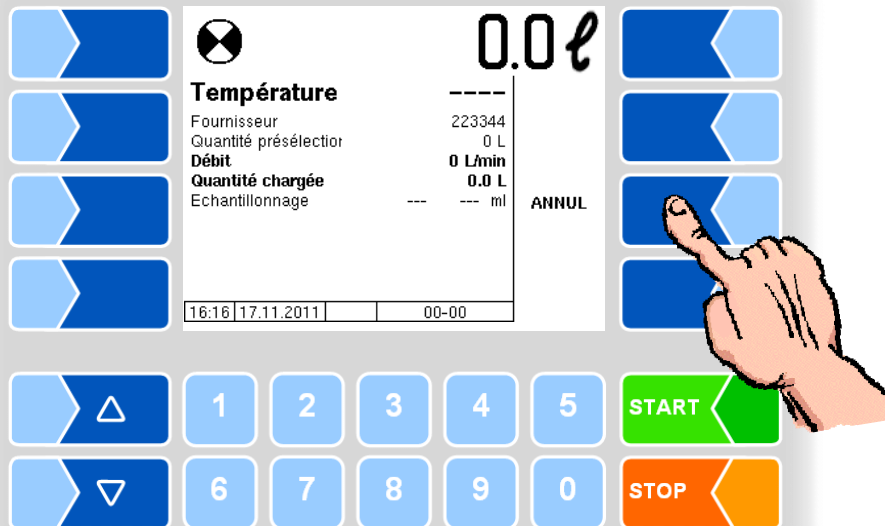 0.0 ℓ
Température ----
Fournisseur 223344
Quantité présélection 0 L
Débit 0 L/min
Quantité chargée 0.0 L
Echantillonnage --- --- ml ANNUL
16:16 17.11.2011 00-00
1 2 3 4 5 START
6 7 8 9 0 STOP